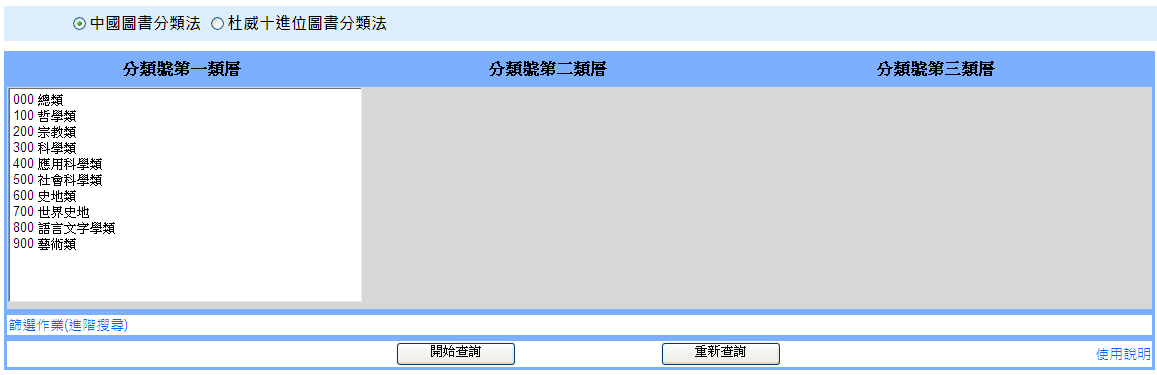 中國圖書分類法 杜威十進位圖書分類法
分類號第一類層 分類號第二類層 分類號第三類層
000 總類
100 哲學類
200 宗教類
300 科學類
400 應用科學類
500 社會科學類
600 史地類
700 世界史地
800 語言文字學類
900 藝術類
篩選作業(進階搜尋)
開始查詢 重新查詢 使用說明